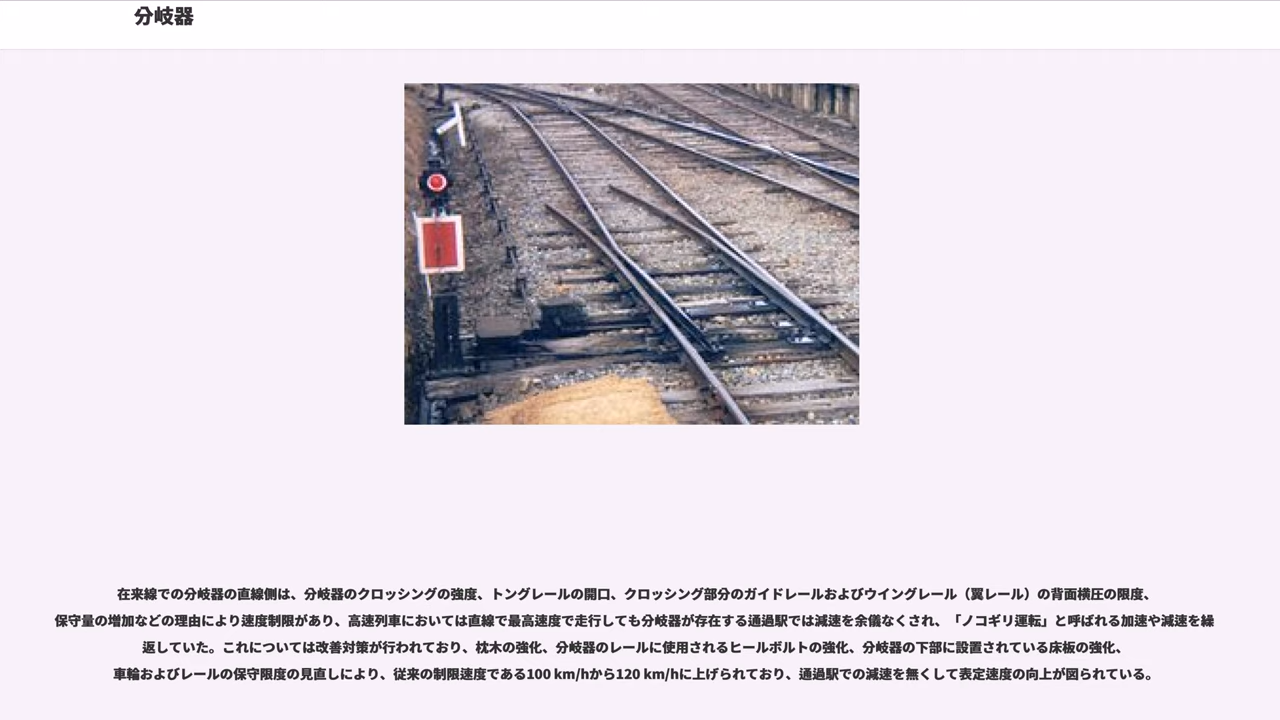 分岐器
在来線での分岐器の直線側は、分岐器のクロッシングの強度、トングレールの開口、クロッシング部分のガイドレールおよびウイングレール（翼レール）の背面横圧の限度、
保守量の増加などの理由により速度制限があり、高速列車においては直線で最高速度で走行しても分岐器が存在する通過駅では減速を余儀なくされ、「ノコギリ運転」と呼ばれる加速や減速を繰
返していた。これについては改善対策が行われており、枕木の強化、分岐器のレールに使用されるヒールボルトの強化、分岐器の下部に設置されている床板の強化、
車輪およびレールの保守限度の見直しにより、従来の制限速度である100 km/hから120 km/hに上げられており、通過駅での減速を無くして表定速度の向上が図られている。